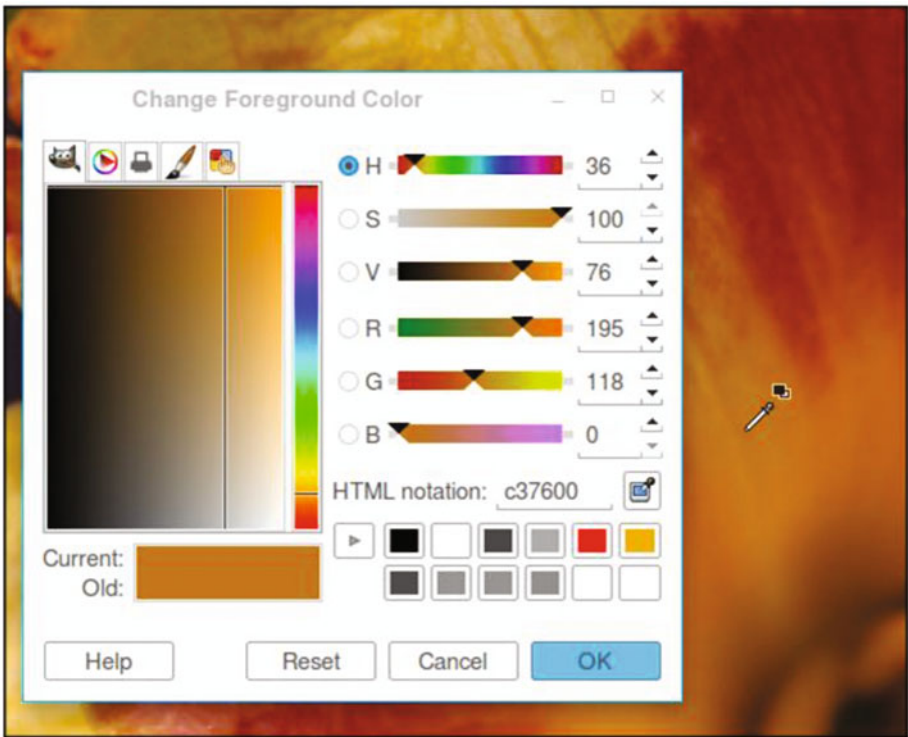 Change Foreground Color
H 36
S 100
V 76
R 195
G 118
B 0
HTML notation: c37600
Current:
Old:
Help Reset Cancel OK